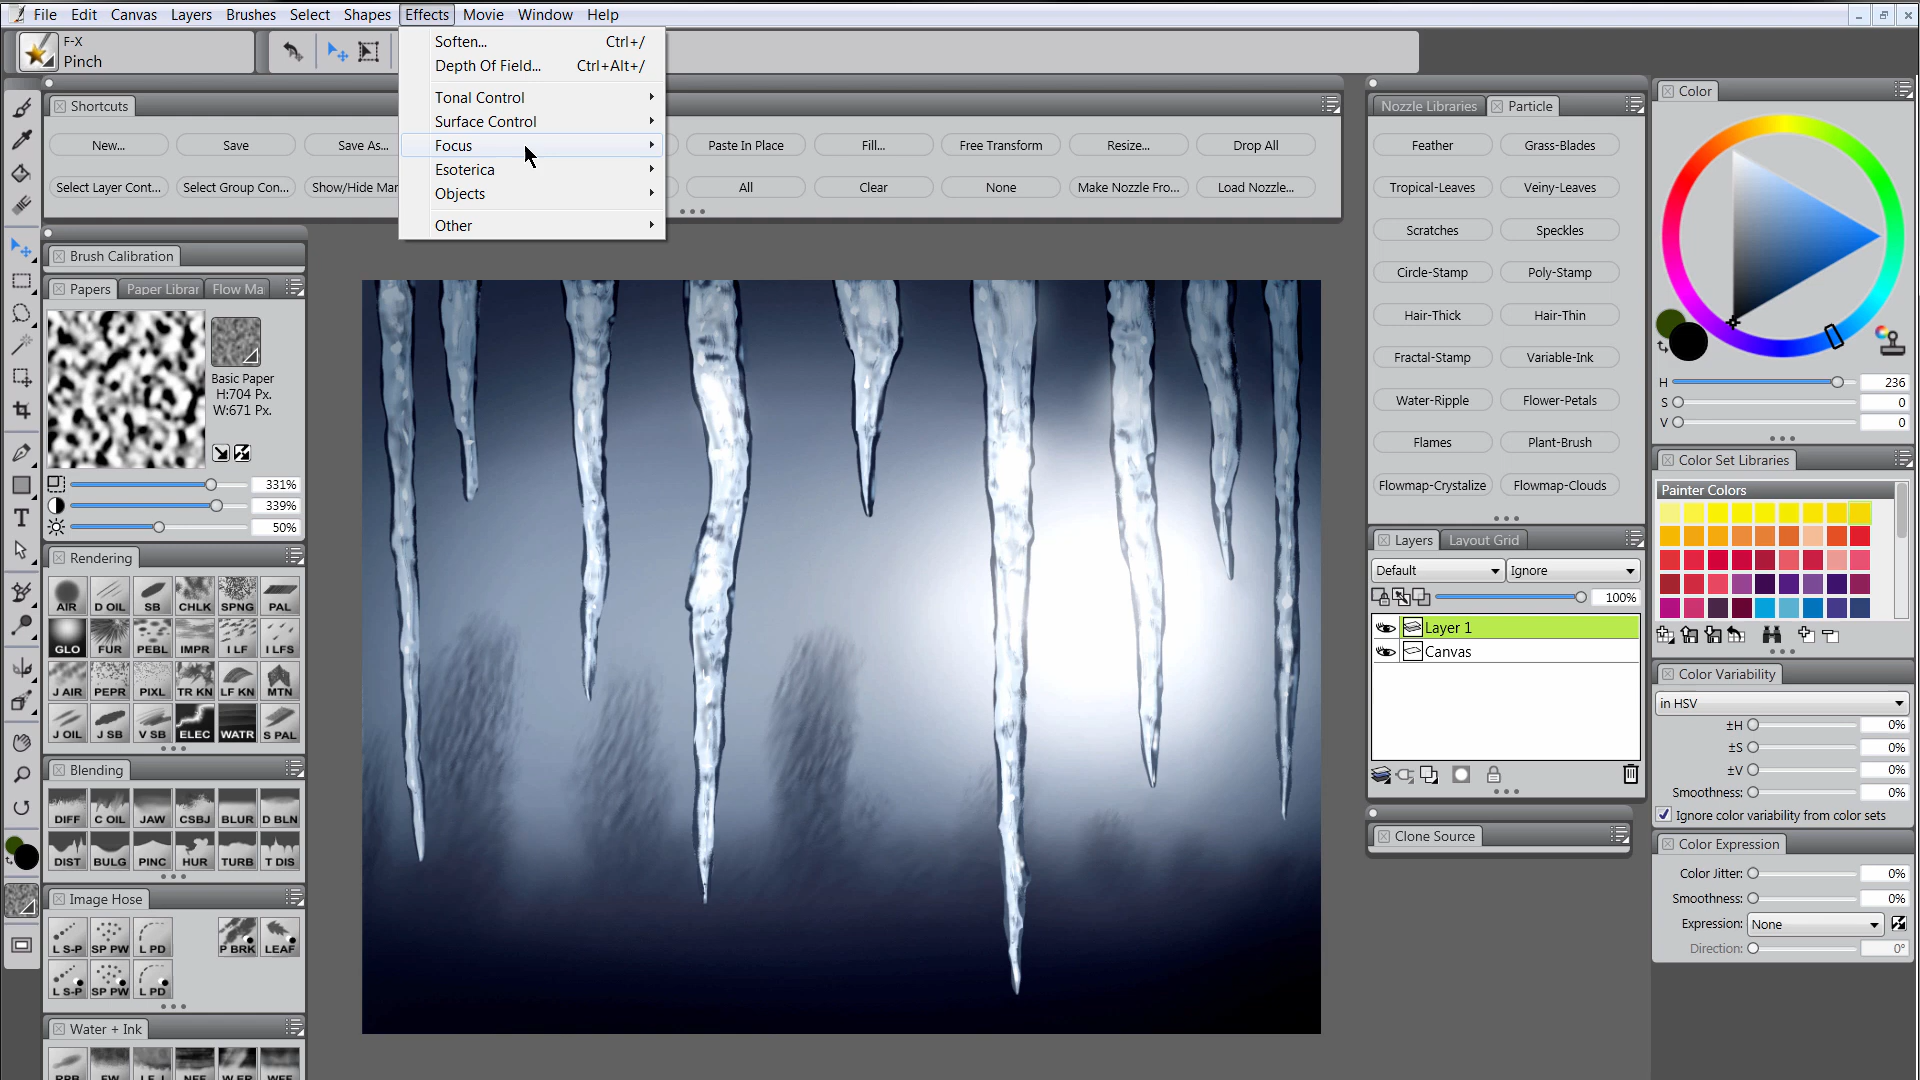 File Edit Canvas Layers Brushes Select Shapes Effects Movie Window Help
F-X
Pinch
Soften... Ctrl+/
Depth Of Field... Ctrl+Alt+/
Tonal Control
Surface Control
Focus
Esoterica
Objects
Other
Shortcuts
New... Save Save As... Paste In Place Fill... Free Transform Resize... Drop All
Select Layer Cont... Select Group Con... Show/Hide Mar All Clear None Make Nozzle Fro... Load Nozzle...
Brush Calibration
Papers Paper Librar Flow Ma
Basic Paper
H:704 Px.
W:671 Px.
331%
339%
50%
Rendering
AIR D OIL SB CHLK SPNG PAL
GLO FUR PEBL IMPR I LF I LFS
J AIR PEPR PIXL TR KN LF KN MTN
J OIL J SB V SB ELEC WATR S PAL
Blending
DIFF C OIL JAW CSBJ BLUR D BLN
DIST BULG PINC HUR TURB T DIS
Image Hose
L S-P SP PW L PD P BRK LEAF
L S-P SP PW L PD
Water + Ink
Nozzle Libraries Particle
Feather Grass-Blades
Tropical-Leaves Veiny-Leaves
Scratches Speckles
Circle-Stamp Poly-Stamp
Hair-Thick Hair-Thin
Fractal-Stamp Variable-Ink
Water-Ripple Flower-Petals
Flames Plant-Brush
Flowmap-Crystalize Flowmap-Clouds
Layers Layout Grid
Default Ignore
100%
Layer 1
Canvas
Clone Source
Color
H 236
S 0
V 0
Color Set Libraries
Painter Colors
Color Variability
in HSV
±H 0%
±S 0%
±V 0%
Smoothness: 0%
Ignore color variability from color sets
Color Expression
Color Jitter: 0%
Smoothness: 0%
Expression: None
Direction: 0°
T